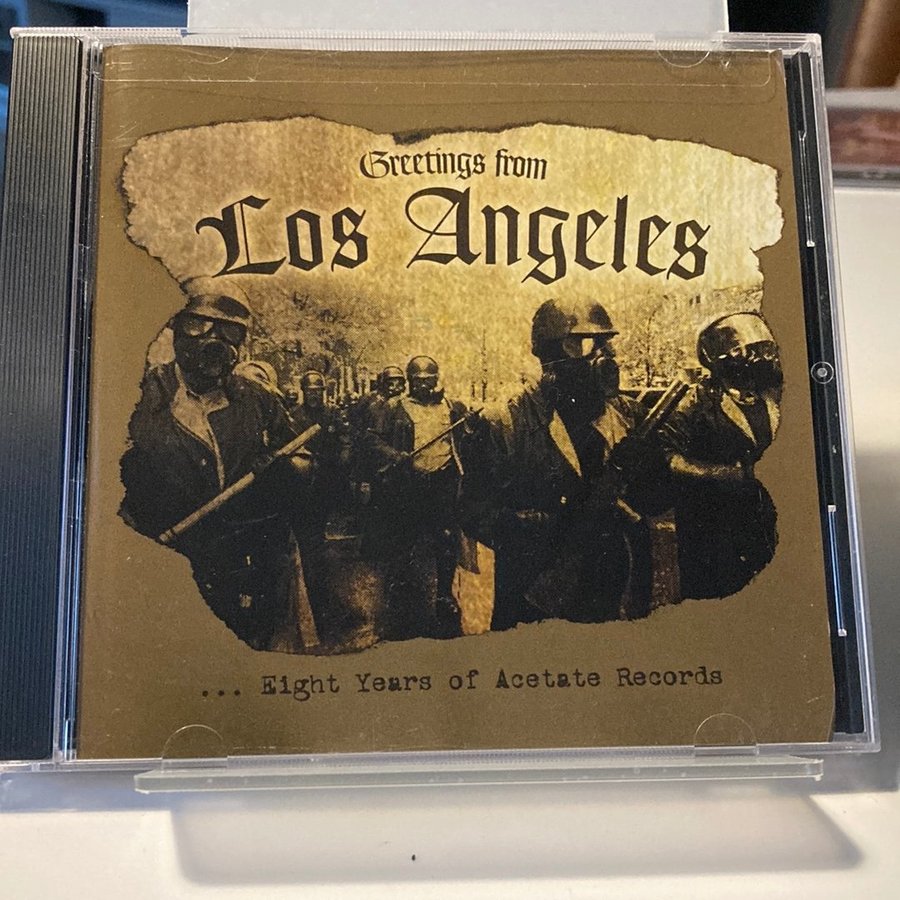 Greetings from
Los Angeles
... Eight Years of Acetate Records